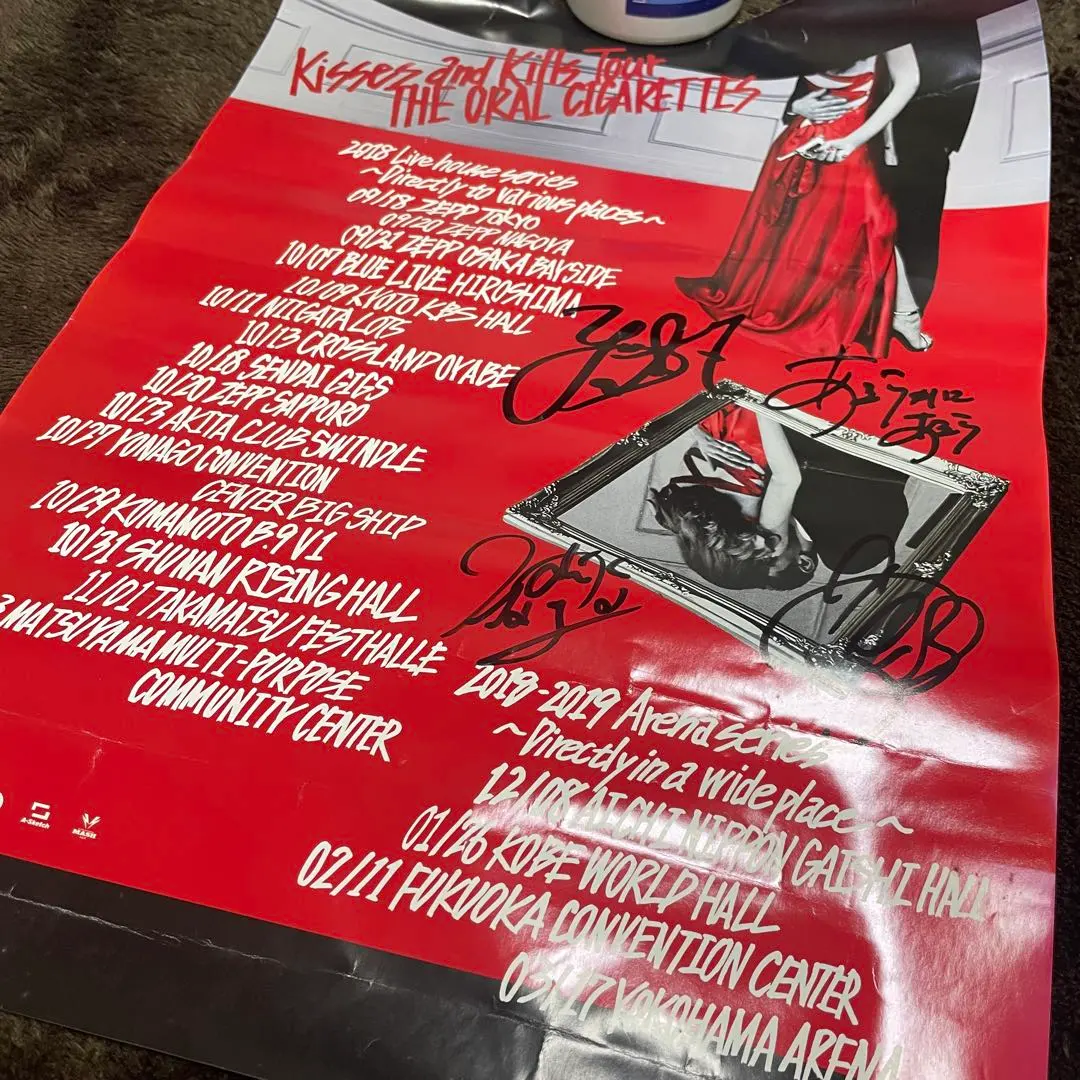 Kisses and Kills Tour
THE ORAL CIGARETTES
2018 Live house series
~Directly to various places~
09/18 ZEPP TOKYO
09/20 ZEPP NAGOYA
09/21 ZEPP OSAKA BAYSIDE
10/07 BLUE LIVE HIROSHIMA
10/09 KYOTO KBS HALL
10/11 NIIGATA LOTS
10/13 CROSSLAND OYABE
10/18 SENDAI GIGS
10/20 ZEPP SAPPORO
10/23 AKITA CLUB SWINDLE
10/27 YONAGO CONVENTION
CENTER BIG SHIP
10/29 KUMAMOTO B.9 V1
10/31 SHUNAN RISING HALL
11/01 TAKAMATSU FESTHALLE
3 MATSUYAMA MULTI-PURPOSE
COMMUNITY CENTER
2018-2019 Arena series
~Directly in a wide place~
12/08 AICHI NIPPON GAISHI HALL
01/26 KOBE WORLD HALL
02/11 FUKUOKA CONVENTION CENTER
03/17 YOKOHAMA ARENA
A-Sketch
MASH